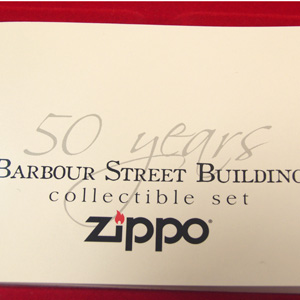 50 years
BARBOUR STREET BUILDING
collectible set
Zippo®